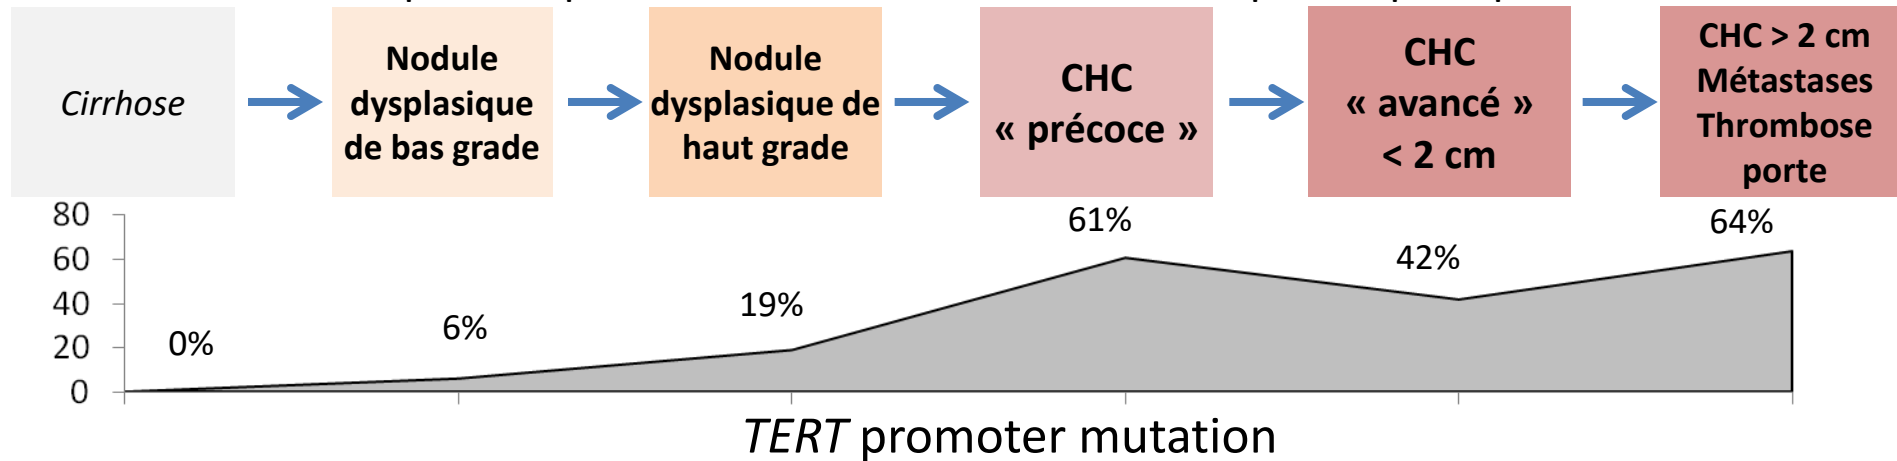 Cirrhose
Nodule
dysplasique
de bas grade
Nodule
dysplasique de
haut grade
CHC
« précoce »
CHC
« avancé »
< 2 cm
CHC > 2 cm
Métastases
Thrombose
porte
80
60
40
20
0
0%
6%
19%
61%
42%
64%
TERT promoter mutation